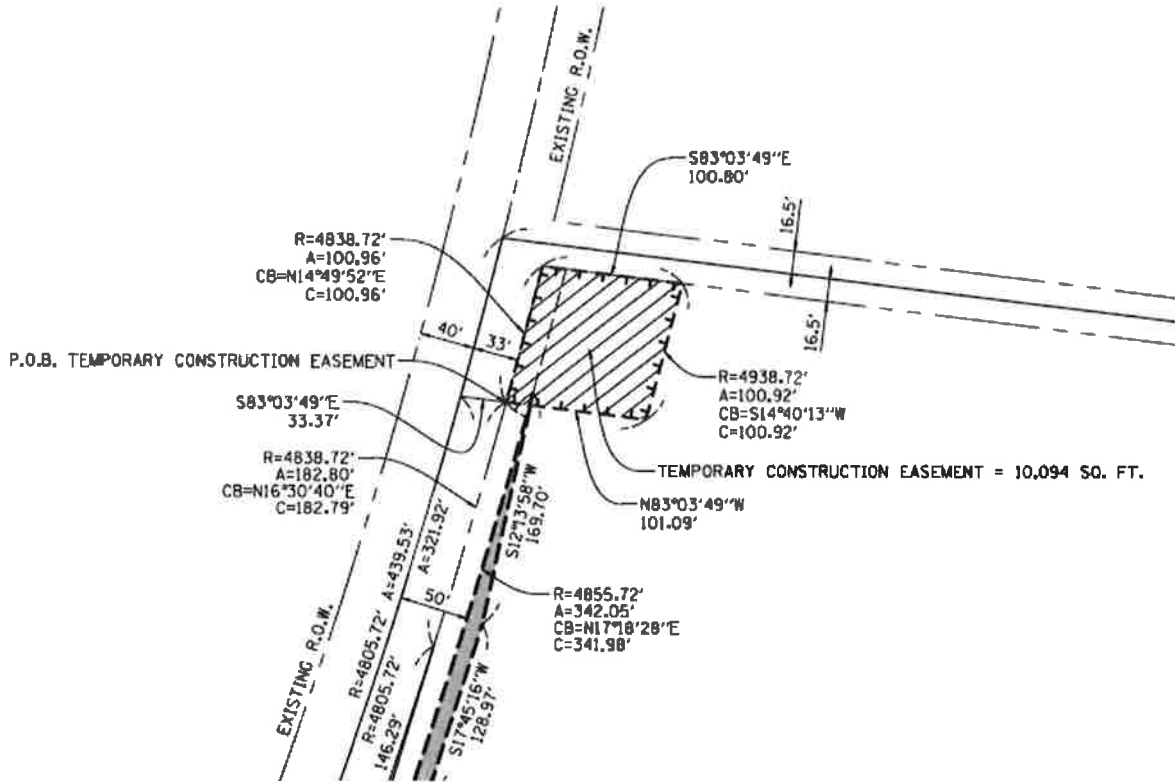 EXISTING R.O.W.
S83°03'49"E
100.80'
16.5'
R=4838.72'
A=100.96'
CB=N14°49'52"E
C=100.96'
40'
33'
16.5'
P.O.B. TEMPORARY CONSTRUCTION EASEMENT
R=4938.72'
A=100.92'
CB=S14°40'13"W
C=100.92'
S83°03'49"E
33.37'
TEMPORARY CONSTRUCTION EASEMENT = 10,094 SQ. FT.
R=4838.72'
A=182.80'
CB=N16°30'40"E
C=182.79'
N83°03'49"W
101.09'
S12°13'58"W
169.70'
A=321.92'
R=4805.72' A=439.53'
50'
R=4855.72'
A=342.05'
CB=N17°18'28"E
C=341.98'
EXISTING R.O.W.
R=4805.72'
146.29'
S17°45'16"W
128.97'